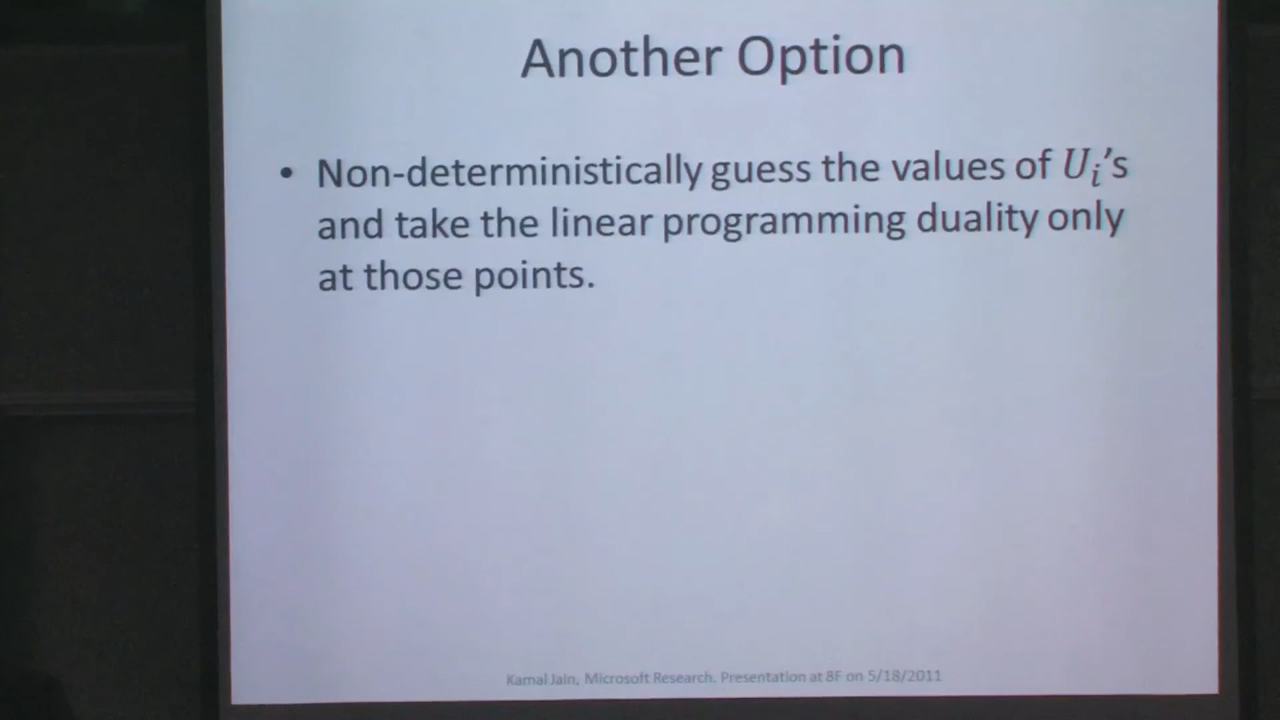 Another Option
• Non-deterministically guess the values of U_i's
and take the linear programming duality only
at those points.
Kamal Jain, Microsoft Research. Presentation at 8F on 5/18/2011